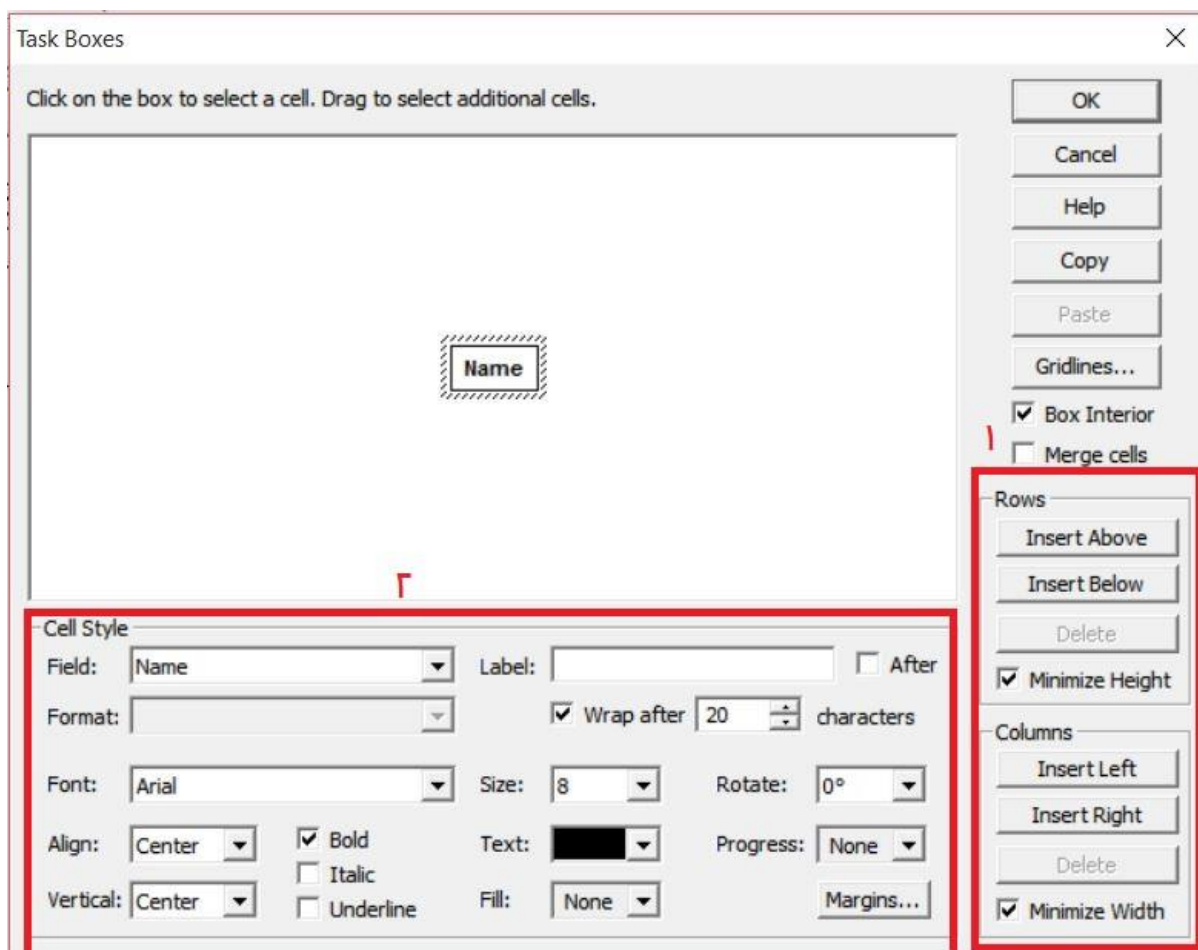 Task Boxes
Click on the box to select a cell. Drag to select additional cells.
OK
Cancel
Help
Copy
Paste
Gridlines...
Box Interior
Merge cells
Name
۱
Rows
Insert Above
Insert Below
Delete
Minimize Height
Columns
Insert Left
Insert Right
Delete
Minimize Width
۲
Cell Style
Field: Name Label: After
Format: Wrap after 20 characters
Font: Arial Size: 8 Rotate: 0°
Align: Center Bold Text: Progress: None
Italic
Vertical: Center Underline Fill: None Margins...